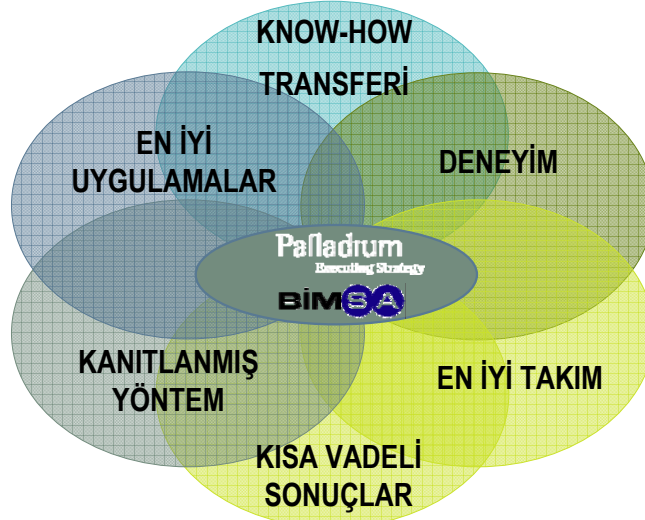 KNOW-HOW
TRANSFERİ
EN İYİ
UYGULAMALAR
DENEYİM
Palladium
Executing Strategy
BİMSA
KANITLANMIŞ
YÖNTEM
EN İYİ TAKIM
KISA VADELİ
SONUÇLAR